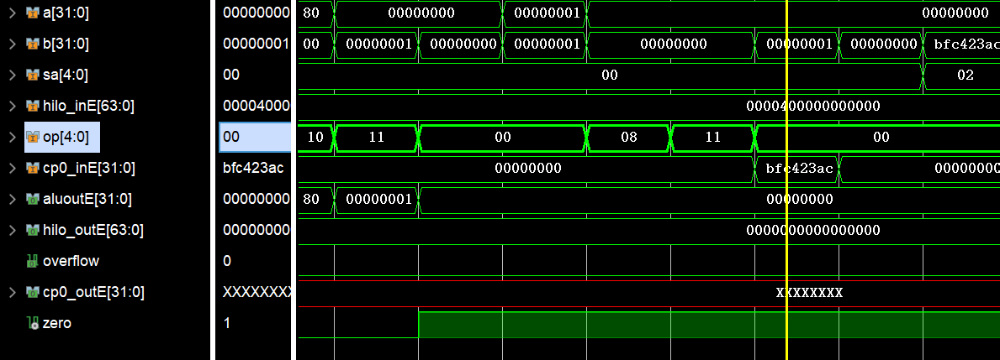 a[31:0] 00000000 80 00000000 00000001 00000000
b[31:0] 00000001 00 00000001 00000000 00000001 00000000 00000001 00000000 bfc423ac
sa[4:0] 00 00 02
hilo_inE[63:0] 00004000 0000400000000000
op[4:0] 00 10 11 00 08 11 00
cp0_inE[31:0] bfc423ac 00000000 bfc423ac 00000000
aluoutE[31:0] 00000000 80 00000001 00000000
hilo_outE[63:0] 00000000 0000000000000000
overflow 0
cp0_outE[31:0] XXXXXXXX XXXXXXXX
zero 1